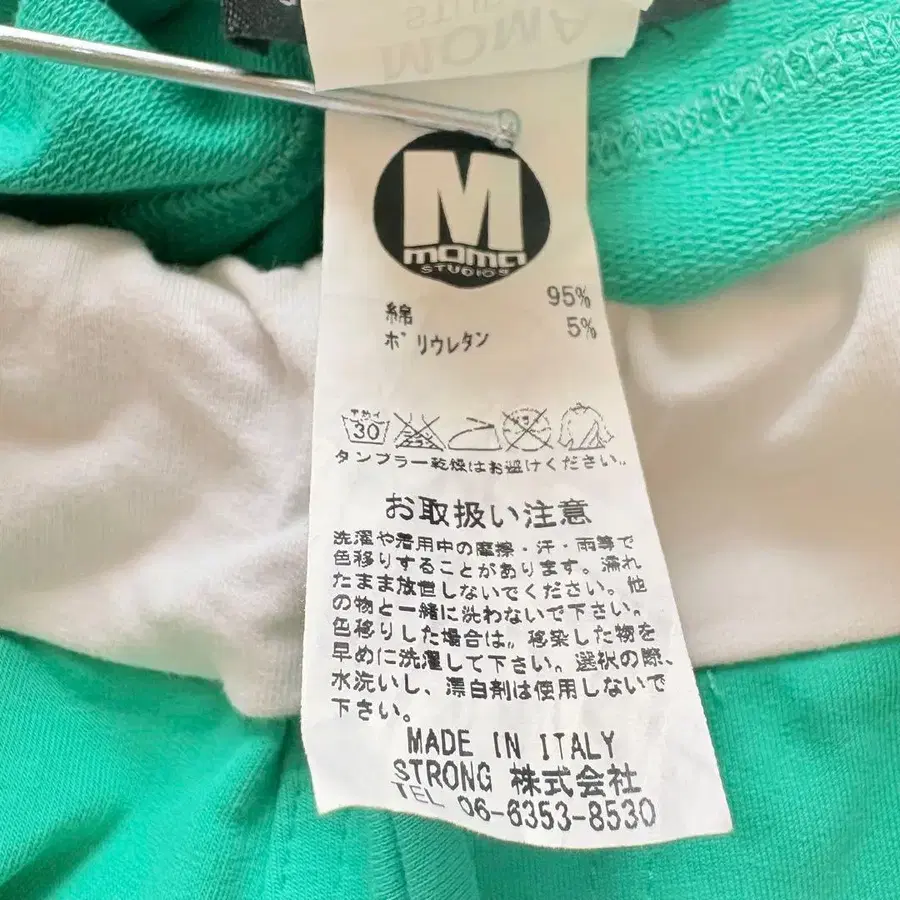 STUD
MOMA
M
moma
STUDIOS
綿 95%
ポリウレタン 5%
30
タンブラー乾燥はお避けください。
お取扱い注意
洗濯や着用中の摩擦・汗・雨等で
色移りすることがあります。濡れ
たまま放置しないでください。他
の物と一緒に洗わないで下さい。
色移りした場合は、移染した物を
早めに洗濯して下さい。選択の際、
水洗いし、漂白剤は使用しないで
下さい。
MADE IN ITALY
STRONG 株式会社
TEL 06-6353-8530